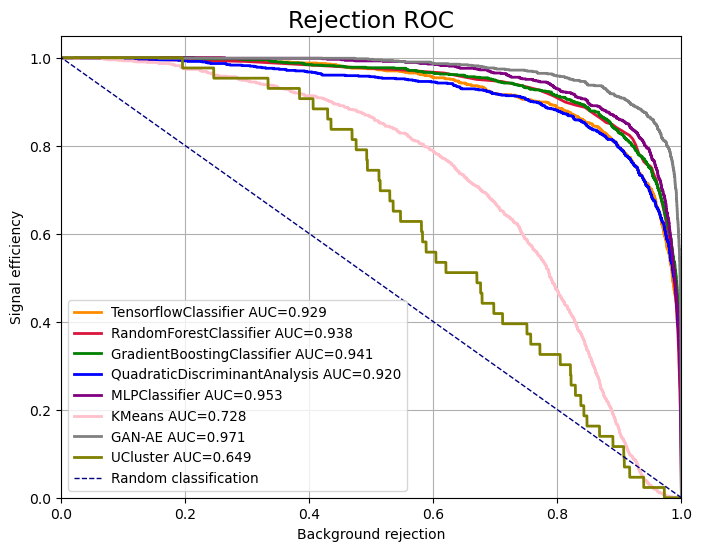 Rejection ROC
1.0
0.8
0.6
0.4
0.2
0.0
Signal efficiency
TensorflowClassifier AUC=0.929
RandomForestClassifier AUC=0.938
GradientBoostingClassifier AUC=0.941
QuadraticDiscriminantAnalysis AUC=0.920
MLPClassifier AUC=0.953
KMeans AUC=0.728
GAN-AE AUC=0.971
UCluster AUC=0.649
Random classification
0.0 0.2 0.4 0.6 0.8 1.0
Background rejection